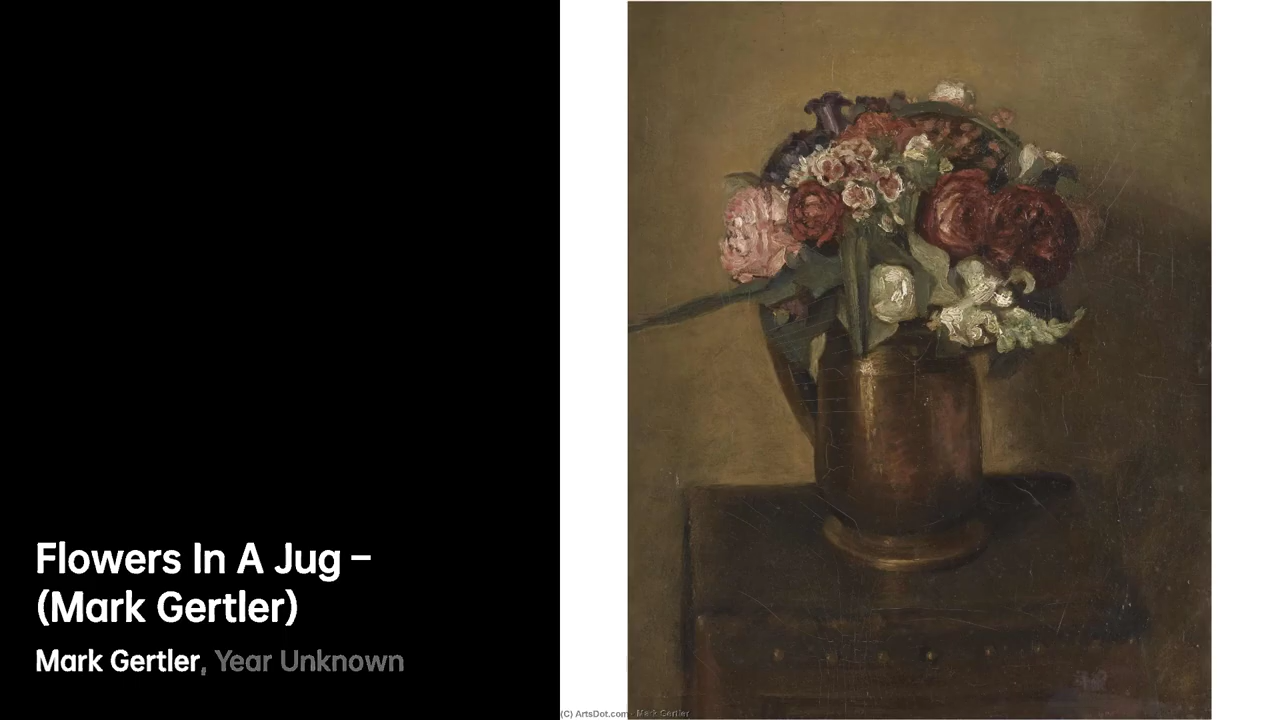 Flowers In A Jug –
(Mark Gertler)
Mark Gertler, Year Unknown
(C) ArtsDot.com - Mark Gertler